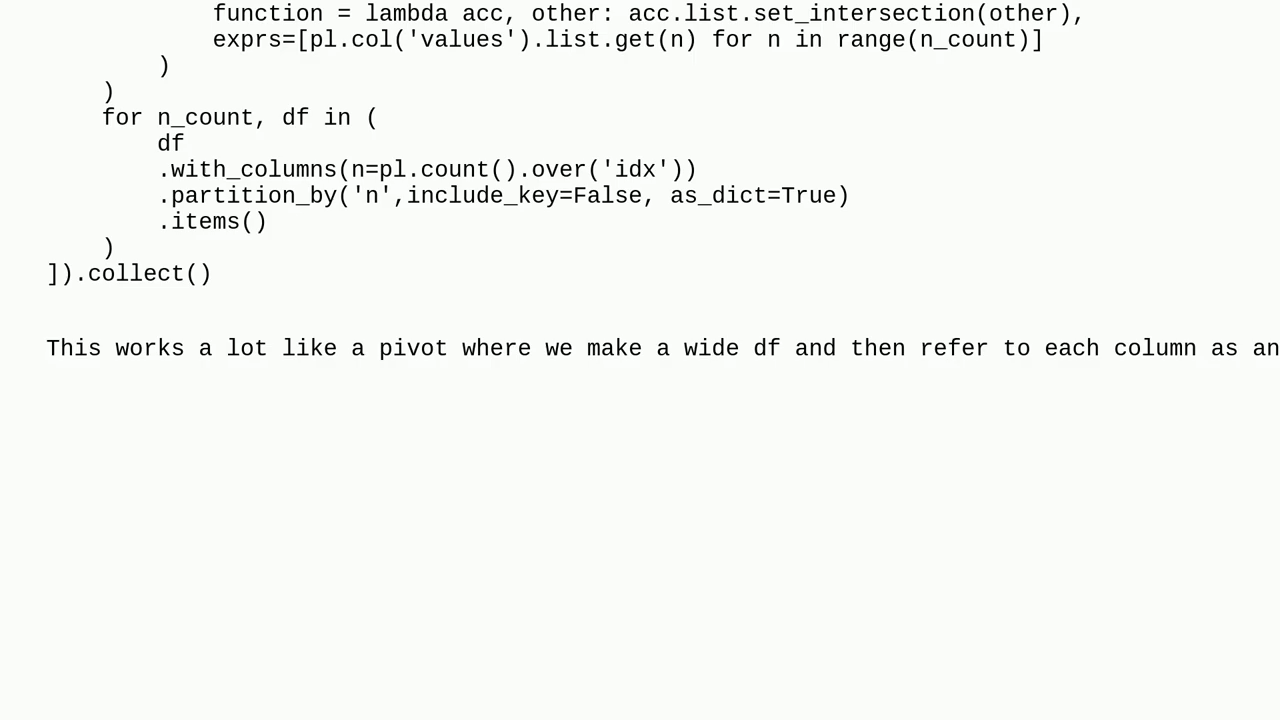 function = lambda acc, other: acc.list.set_intersection(other),
exprs=[pl.col('values').list.get(n) for n in range(n_count)]
)
)
for n_count, df in (
df
.with_columns(n=pl.count().over('idx'))
.partition_by('n',include_key=False, as_dict=True)
.items()
)
]).collect()
This works a lot like a pivot where we make a wide df and then refer to each column as an